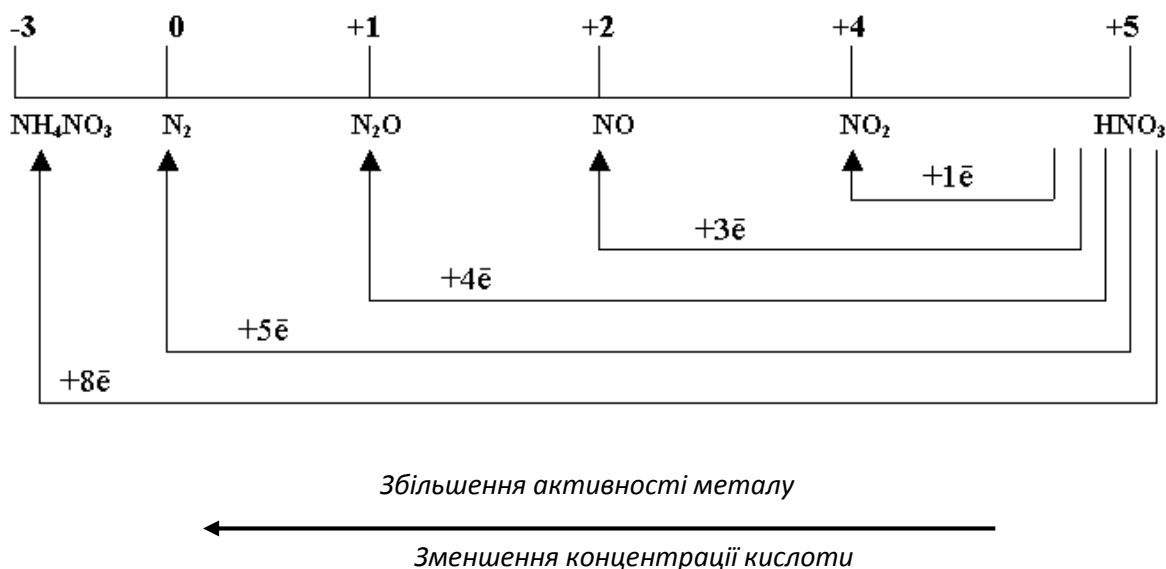 -3 0 +1 +2 +4 +5
NH₄NO₃ N₂ N₂O NO NO₂ HNO₃
+1ē
+3ē
+4ē
+5ē
+8ē
Збільшення активності металу
Зменшення концентрації кислоти